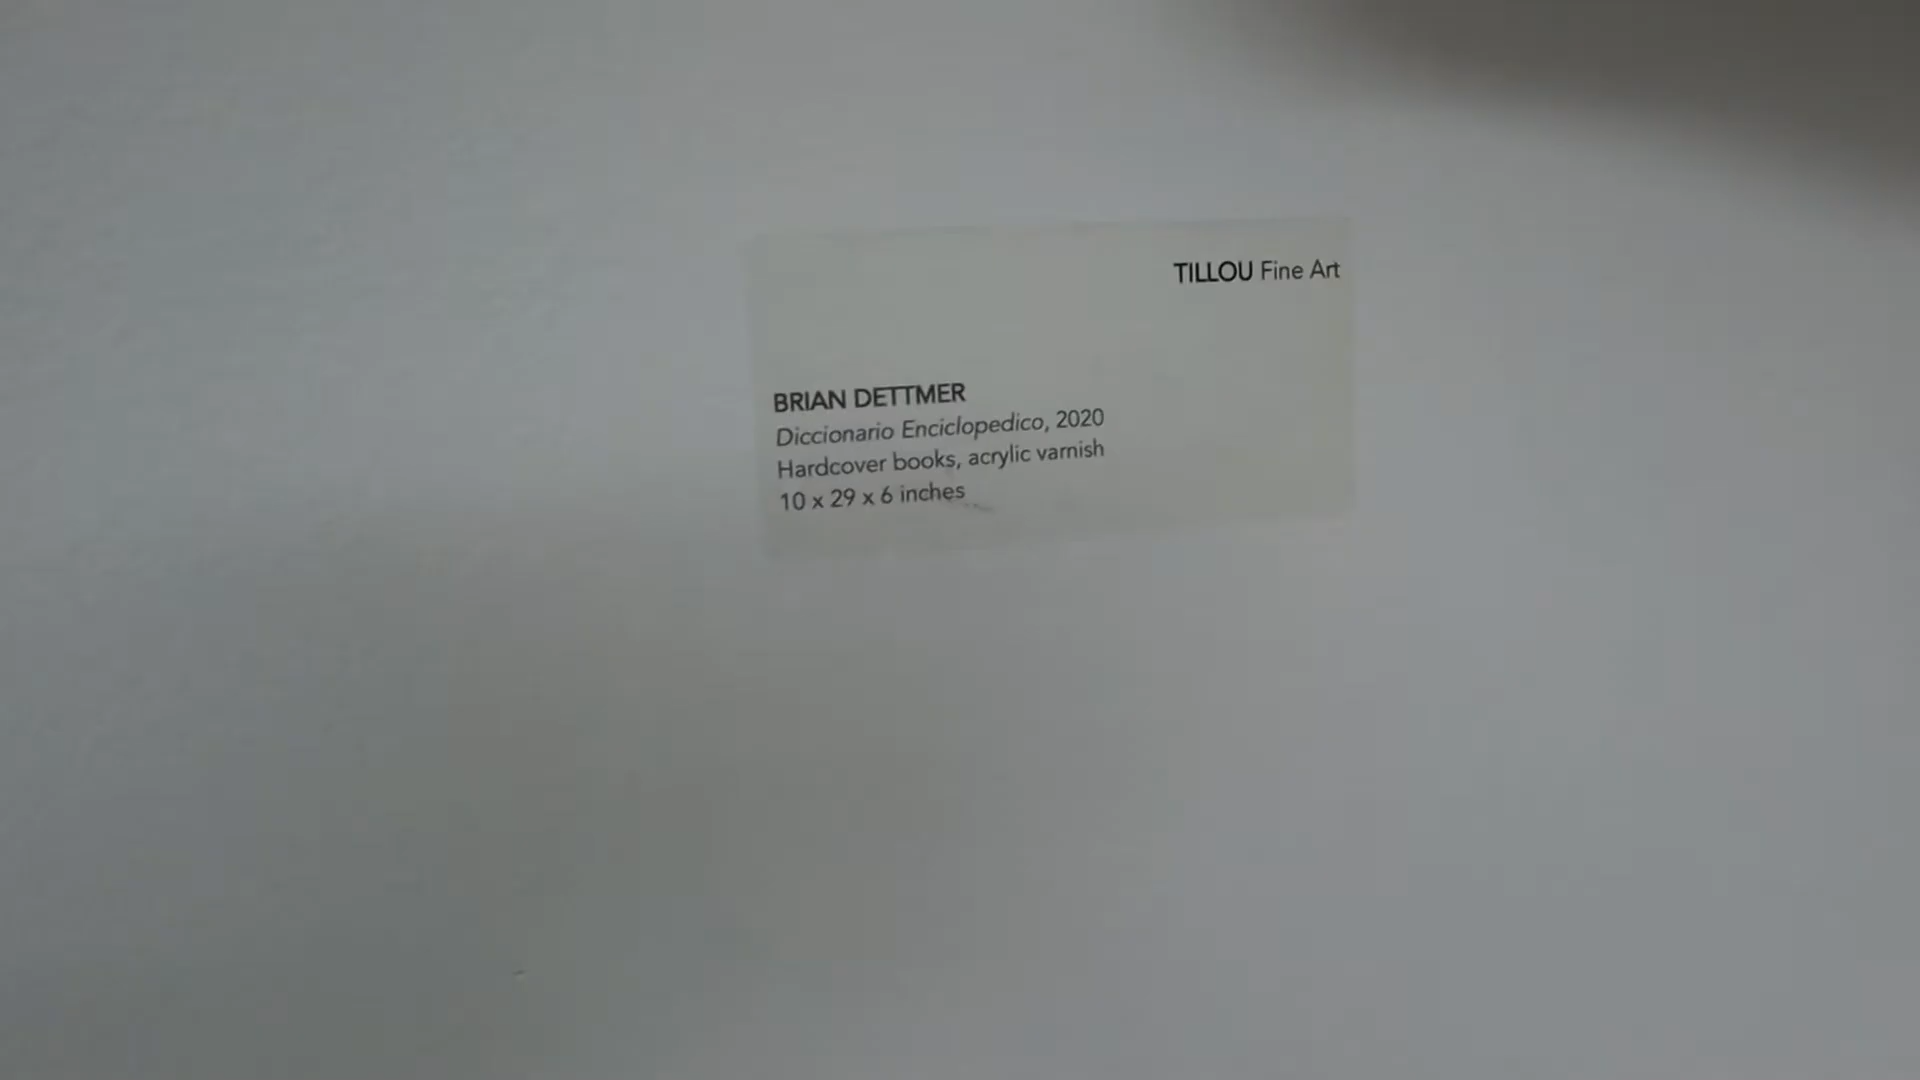 TILLOU Fine Art
BRIAN DETTMER
Diccionario Enciclopedico, 2020
Hardcover books, acrylic varnish
10 x 29 x 6 inches